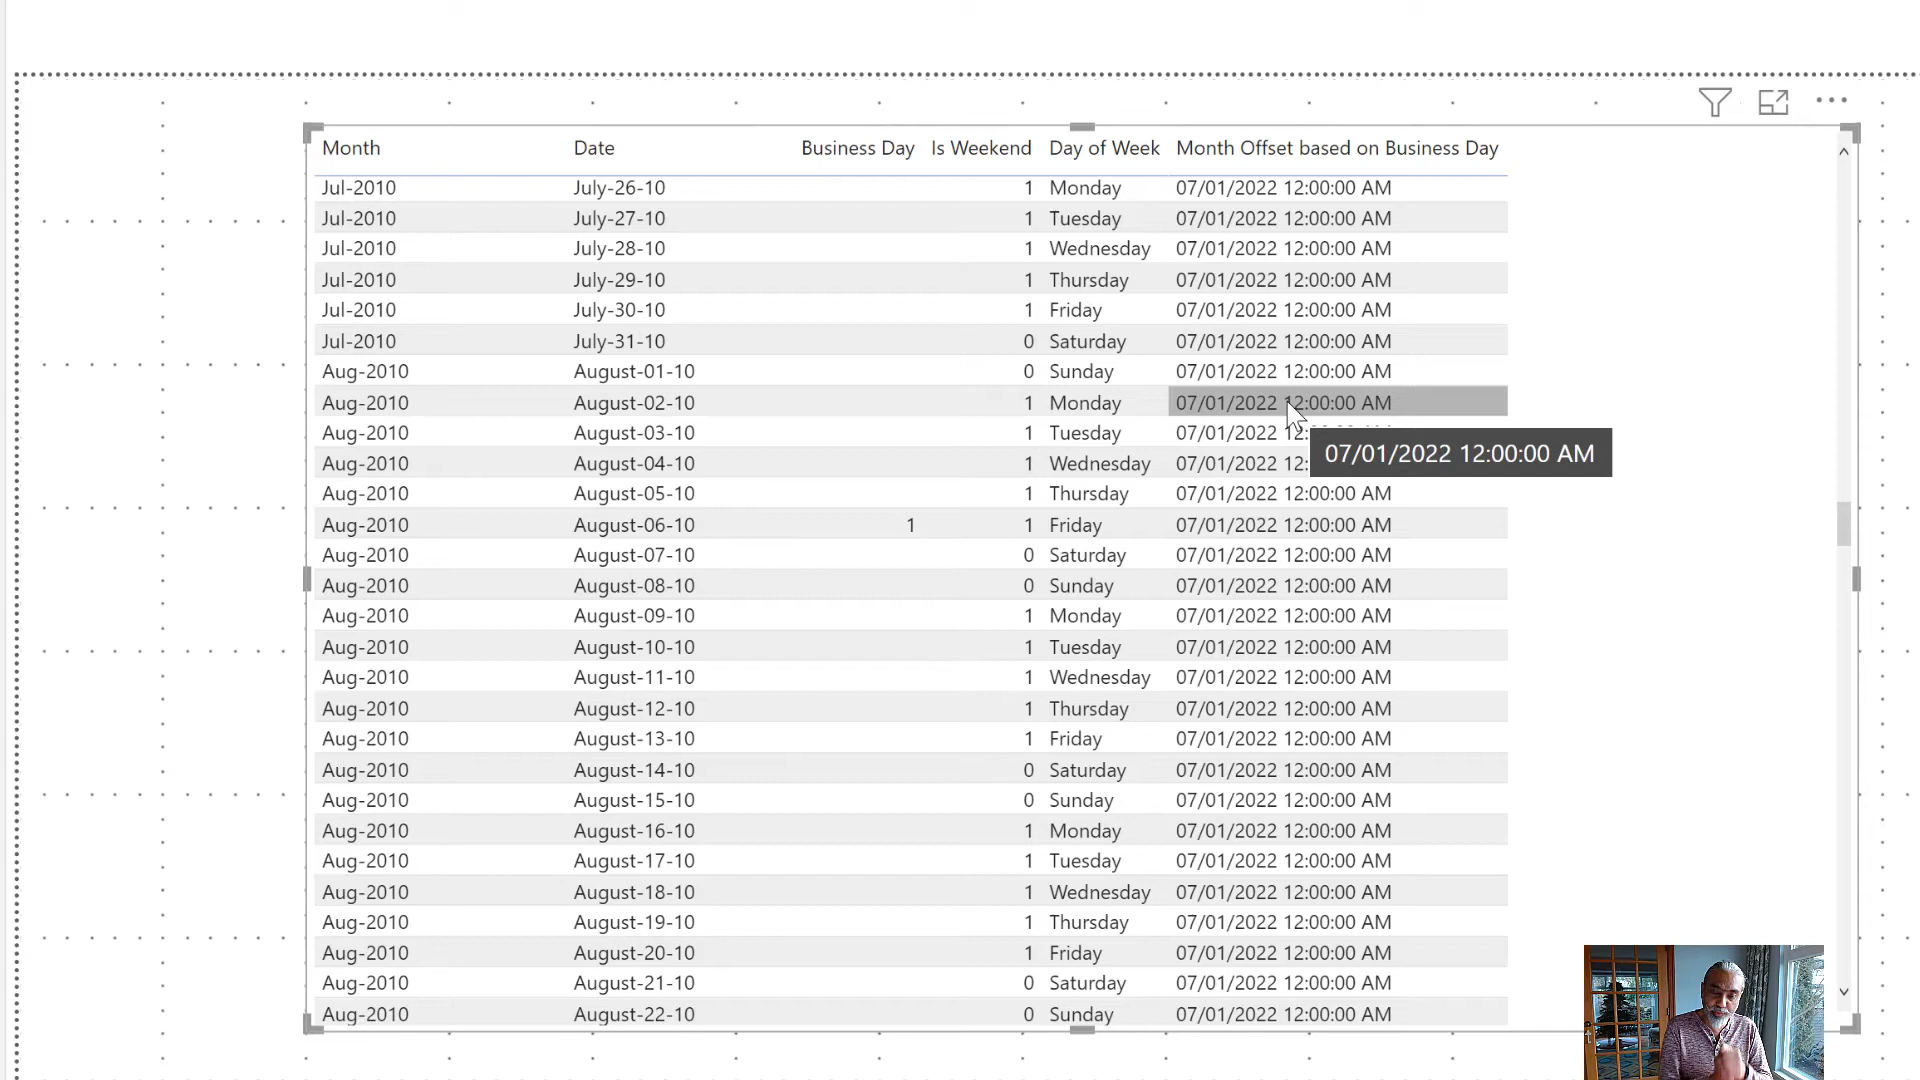 Month Date Business Day Is Weekend Day of Week Month Offset based on Business Day
Jul-2010 July-26-10 1 Monday 07/01/2022 12:00:00 AM
Jul-2010 July-27-10 1 Tuesday 07/01/2022 12:00:00 AM
Jul-2010 July-28-10 1 Wednesday 07/01/2022 12:00:00 AM
Jul-2010 July-29-10 1 Thursday 07/01/2022 12:00:00 AM
Jul-2010 July-30-10 1 Friday 07/01/2022 12:00:00 AM
Jul-2010 July-31-10 0 Saturday 07/01/2022 12:00:00 AM
Aug-2010 August-01-10 0 Sunday 07/01/2022 12:00:00 AM
Aug-2010 August-02-10 1 Monday 07/01/2022 12:00:00 AM
Aug-2010 August-03-10 1 Tuesday 07/01/2022 12:
07/01/2022 12:00:00 AM
Aug-2010 August-04-10 1 Wednesday 07/01/2022 12:
Aug-2010 August-05-10 1 Thursday 07/01/2022 12:00:00 AM
Aug-2010 August-06-10 1 1 Friday 07/01/2022 12:00:00 AM
Aug-2010 August-07-10 0 Saturday 07/01/2022 12:00:00 AM
Aug-2010 August-08-10 0 Sunday 07/01/2022 12:00:00 AM
Aug-2010 August-09-10 1 Monday 07/01/2022 12:00:00 AM
Aug-2010 August-10-10 1 Tuesday 07/01/2022 12:00:00 AM
Aug-2010 August-11-10 1 Wednesday 07/01/2022 12:00:00 AM
Aug-2010 August-12-10 1 Thursday 07/01/2022 12:00:00 AM
Aug-2010 August-13-10 1 Friday 07/01/2022 12:00:00 AM
Aug-2010 August-14-10 0 Saturday 07/01/2022 12:00:00 AM
Aug-2010 August-15-10 0 Sunday 07/01/2022 12:00:00 AM
Aug-2010 August-16-10 1 Monday 07/01/2022 12:00:00 AM
Aug-2010 August-17-10 1 Tuesday 07/01/2022 12:00:00 AM
Aug-2010 August-18-10 1 Wednesday 07/01/2022 12:00:00 AM
Aug-2010 August-19-10 1 Thursday 07/01/2022 12:00:00 AM
Aug-2010 August-20-10 1 Friday 07/01/2022 12:00:00 AM
Aug-2010 August-21-10 0 Saturday 07/01/2022 12:00:00 AM
Aug-2010 August-22-10 0 Sunday 07/01/2022 12:00:00 AM